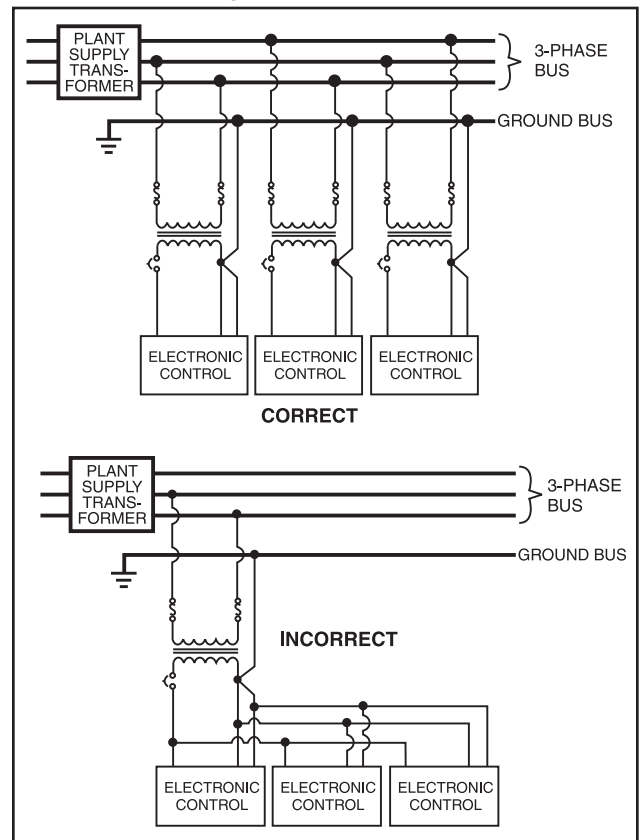 PLANT
SUPPLY
TRANS-
FORMER
3-PHASE
BUS
GROUND BUS
ELECTRONIC
CONTROL
ELECTRONIC
CONTROL
ELECTRONIC
CONTROL
CORRECT
PLANT
SUPPLY
TRANS-
FORMER
3-PHASE
BUS
GROUND BUS
INCORRECT
ELECTRONIC
CONTROL
ELECTRONIC
CONTROL
ELECTRONIC
CONTROL